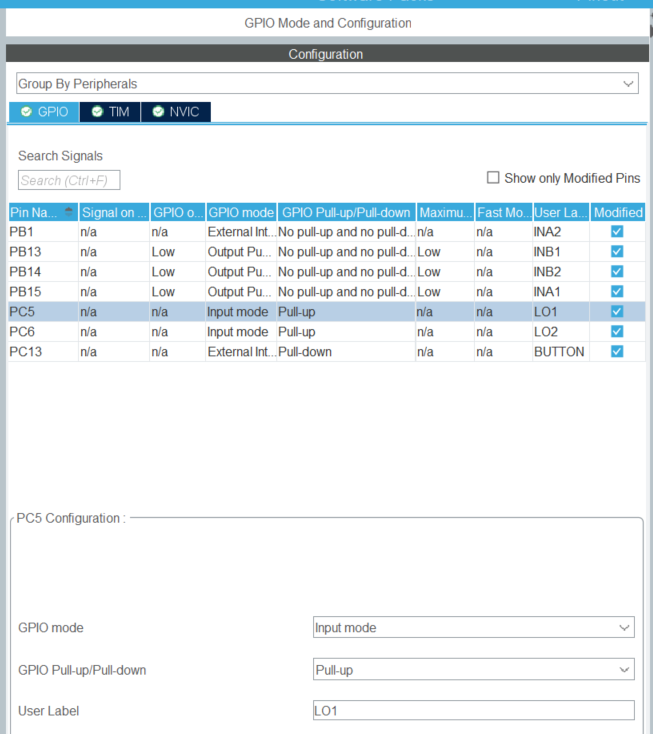 GPIO Mode and Configuration
Configuration
Group By Peripherals
GPIO TIM NVIC
Search Signals
Search (Ctrl+F) Show only Modified Pins
Pin Na... Signal on ... GPIO o... GPIO mode GPIO Pull-up/Pull-down Maximu... Fast Mo... User La... Modified
PB1 n/a n/a External Int... No pull-up and no pull-d... n/a n/a INA2
PB13 n/a Low Output Pu... No pull-up and no pull-d... Low n/a INB1
PB14 n/a Low Output Pu... No pull-up and no pull-d... Low n/a INB2
PB15 n/a Low Output Pu... No pull-up and no pull-d... Low n/a INA1
PC5 n/a n/a Input mode Pull-up n/a n/a LO1
PC6 n/a n/a Input mode Pull-up n/a n/a LO2
PC13 n/a n/a External Int... Pull-down n/a n/a BUTTON
PC5 Configuration :
GPIO mode Input mode
GPIO Pull-up/Pull-down Pull-up
User Label LO1